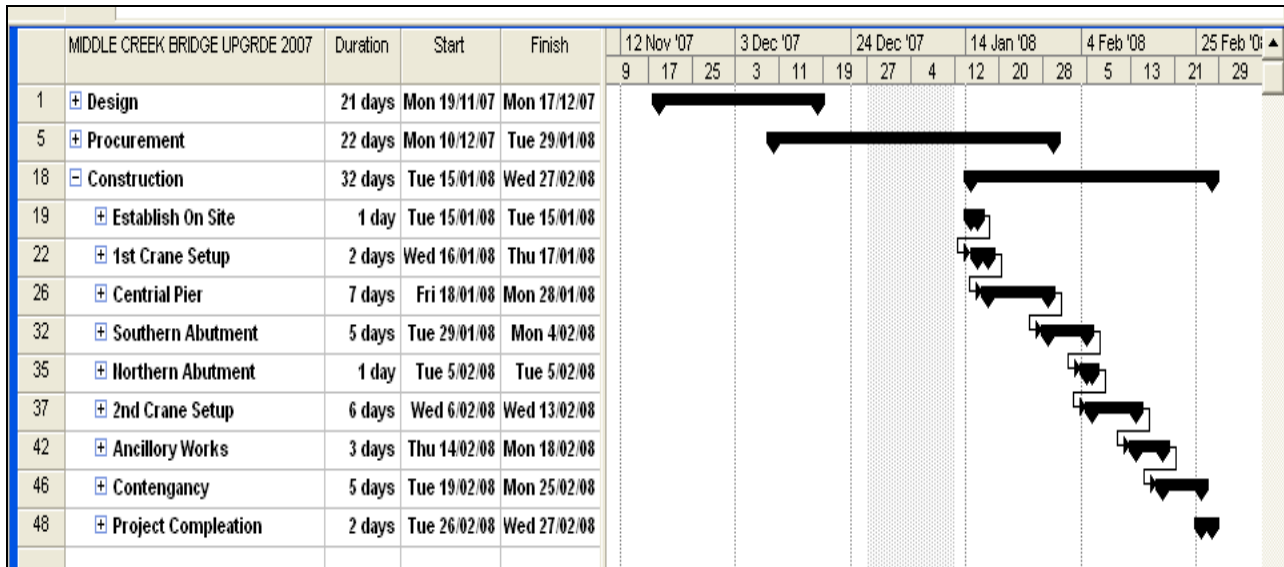 MIDDLE CREEK BRIDGE UPGRDE 2007 Duration Start Finish 12 Nov '07 3 Dec '07 24 Dec '07 14 Jan '08 4 Feb '08 25 Feb '0
9 17 25 3 11 19 27 4 12 20 28 5 13 21 29
1 Design 21 days Mon 19/11/07 Mon 17/12/07
5 Procurement 22 days Mon 10/12/07 Tue 29/01/08
18 Construction 32 days Tue 15/01/08 Wed 27/02/08
19 Establish On Site 1 day Tue 15/01/08 Tue 15/01/08
22 1st Crane Setup 2 days Wed 16/01/08 Thu 17/01/08
26 Centrial Pier 7 days Fri 18/01/08 Mon 28/01/08
32 Southern Abutment 5 days Tue 29/01/08 Mon 4/02/08
35 Northern Abutment 1 day Tue 5/02/08 Tue 5/02/08
37 2nd Crane Setup 6 days Wed 6/02/08 Wed 13/02/08
42 Ancillory Works 3 days Thu 14/02/08 Mon 18/02/08
46 Contengancy 5 days Tue 19/02/08 Mon 25/02/08
48 Project Compleation 2 days Tue 26/02/08 Wed 27/02/08